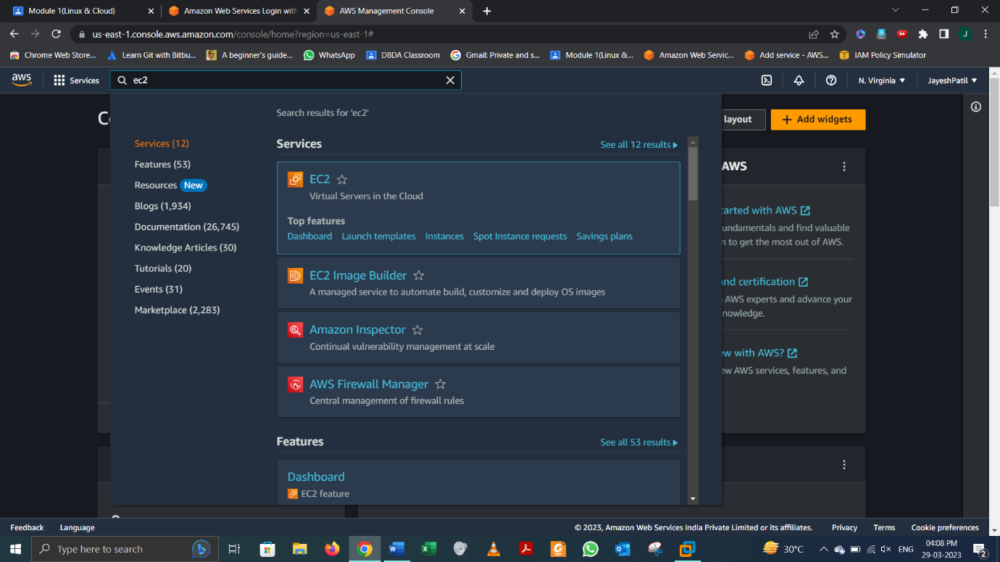 Module 1(Linux & Cloud)
Amazon Web Services Login with
AWS Management Console
us-east-1.console.aws.amazon.com/console/home?region=us-east-1#
J
Chrome Web Store...
Learn Git with Bitbu...
A beginner's guide...
WhatsApp
DBDA Classroom
Gmail: Private and s...
Module 1(Linux &...
Amazon Web Servic...
Add service - AWS...
IAM Policy Simulator
aws
Services
ec2
N. Virginia
JayeshPatil
Search results for 'ec2'
layout
Add widgets
Services (12)
Features (53)
Resources New
Blogs (1,934)
Documentation (26,745)
Knowledge Articles (30)
Tutorials (20)
Events (31)
Marketplace (2,283)
Services
See all 12 results
EC2
Virtual Servers in the Cloud
Top features
Dashboard Launch templates Instances Spot Instance requests Savings plans
EC2 Image Builder
A managed service to automate build, customize and deploy OS images
Amazon Inspector
Continual vulnerability management at scale
AWS Firewall Manager
Central management of firewall rules
Features
See all 53 results
Dashboard
EC2 feature
AWS
with AWS
and find valuable
to get the most out of AWS.
certification
AWS experts and advance your
with AWS?
AWS services, features, and
Feedback
Language
© 2023, Amazon Web Services India Private Limited or its affiliates.
Privacy
Terms
Cookie preferences
Type here to search
30°C
ENG
04:08 PM
29-03-2023
2